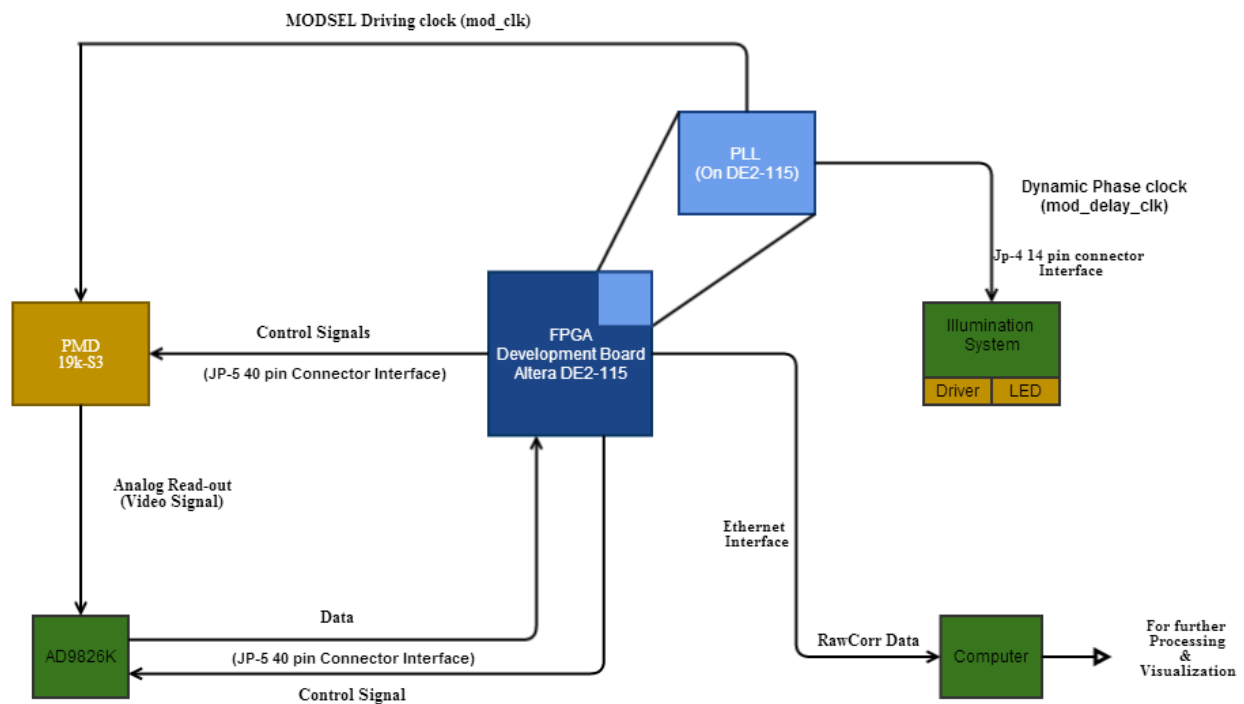 MODSEL Driving clock (mod_clk)
PLL
(On DE2-115)
Dynamic Phase clock
(mod_delay_clk)
Jp-4 14 pin connector
Interface
PMD
19k-S3
Control Signals
(JP-5 40 pin Connector Interface)
FPGA
Development Board
Altera DE2-115
Illumination
System
Driver
LED
Analog Read-out
(Video Signal)
Ethernet
Interface
AD9826K
Data
(JP-5 40 pin Connector Interface)
Control Signal
RawCorr Data
Computer
For further
Processing
&
Visualization